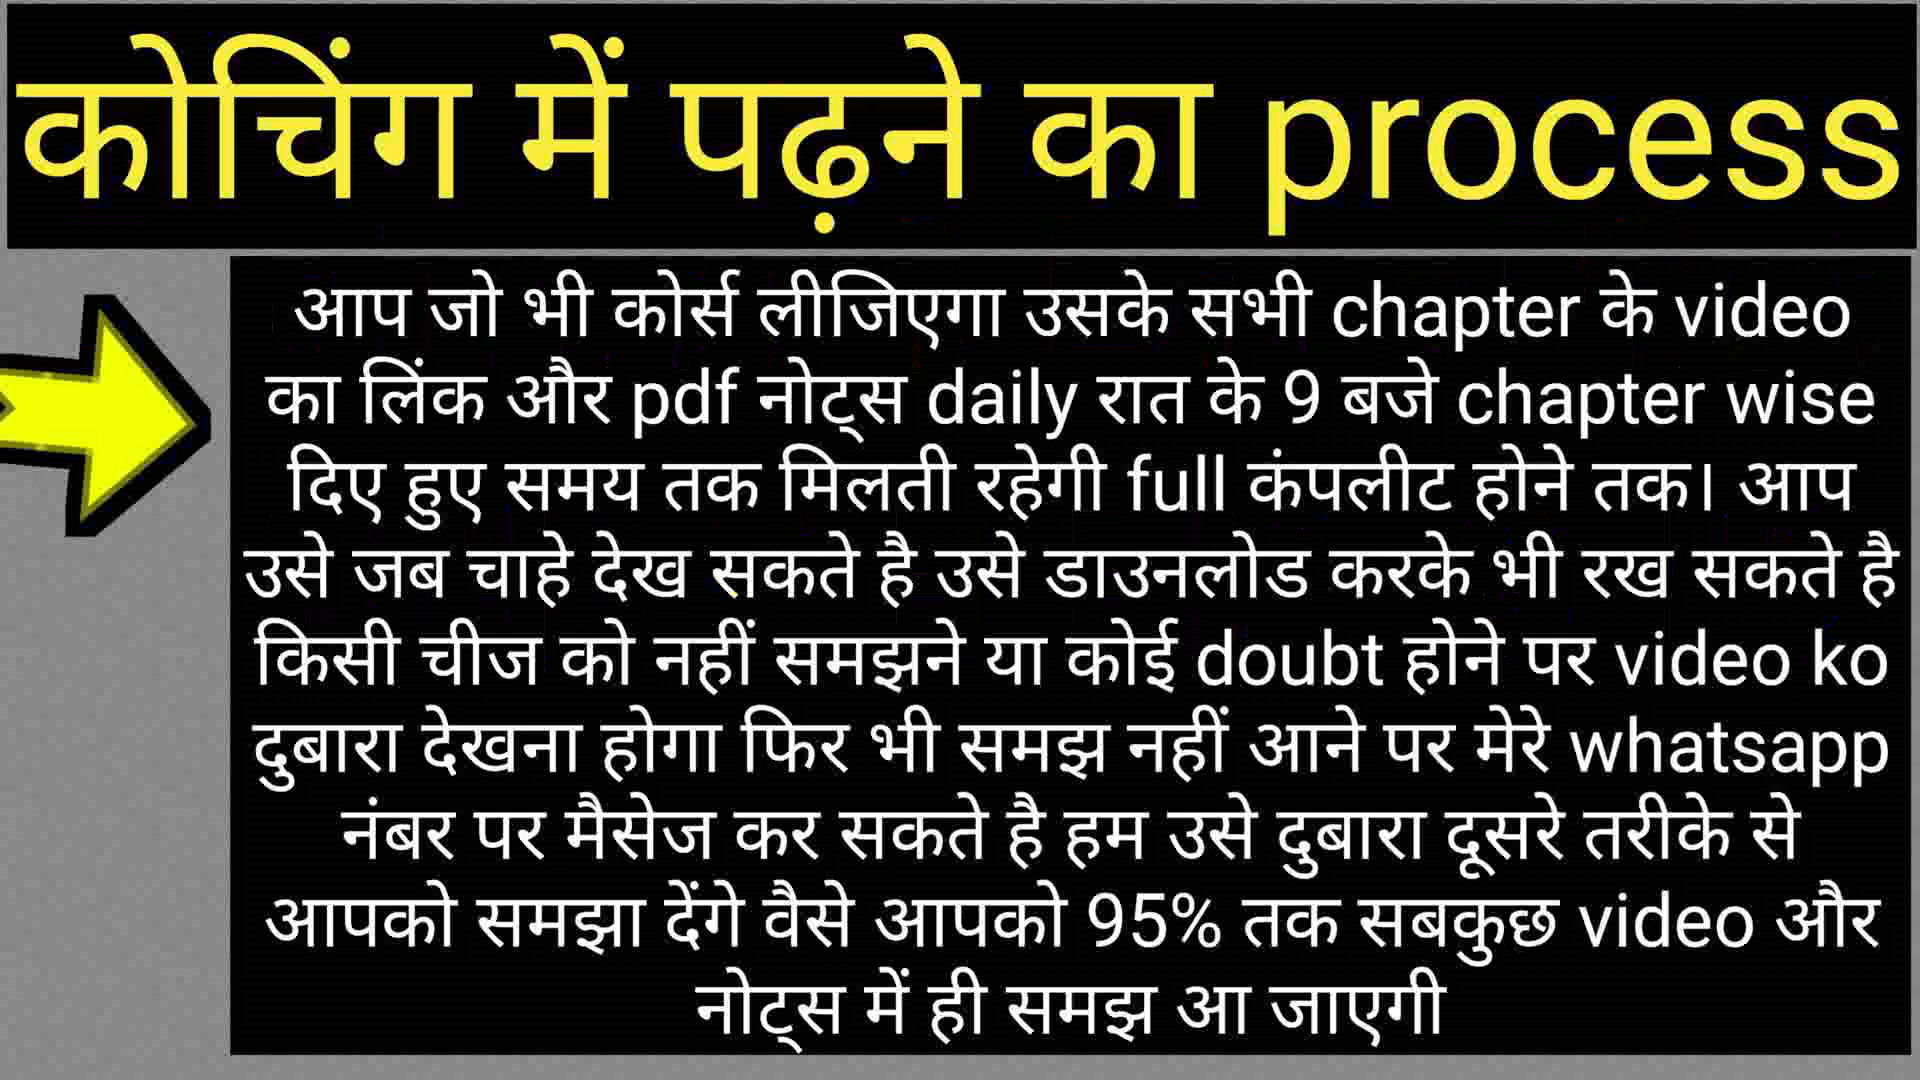 कोचिंग में पढ़ने का process
आप जो भी कोर्स लीजिएगा उसके सभी chapter के video
का लिंक और pdf नोट्स daily रात के 9 बजे chapter wise
दिए हुए समय तक मिलती रहेगी full कंपलीट होने तक। आप
उसे जब चाहे देख सकते है उसे डाउनलोड करके भी रख सकते है
किसी चीज को नहीं समझने या कोई doubt होने पर video ko
दुबारा देखना होगा फिर भी समझ नहीं आने पर मेरे whatsapp
नंबर पर मैसेज कर सकते है हम उसे दुबारा दूसरे तरीके से
आपको समझा देंगे वैसे आपको 95% तक सबकुछ video और
नोट्स में ही समझ आ जाएगी